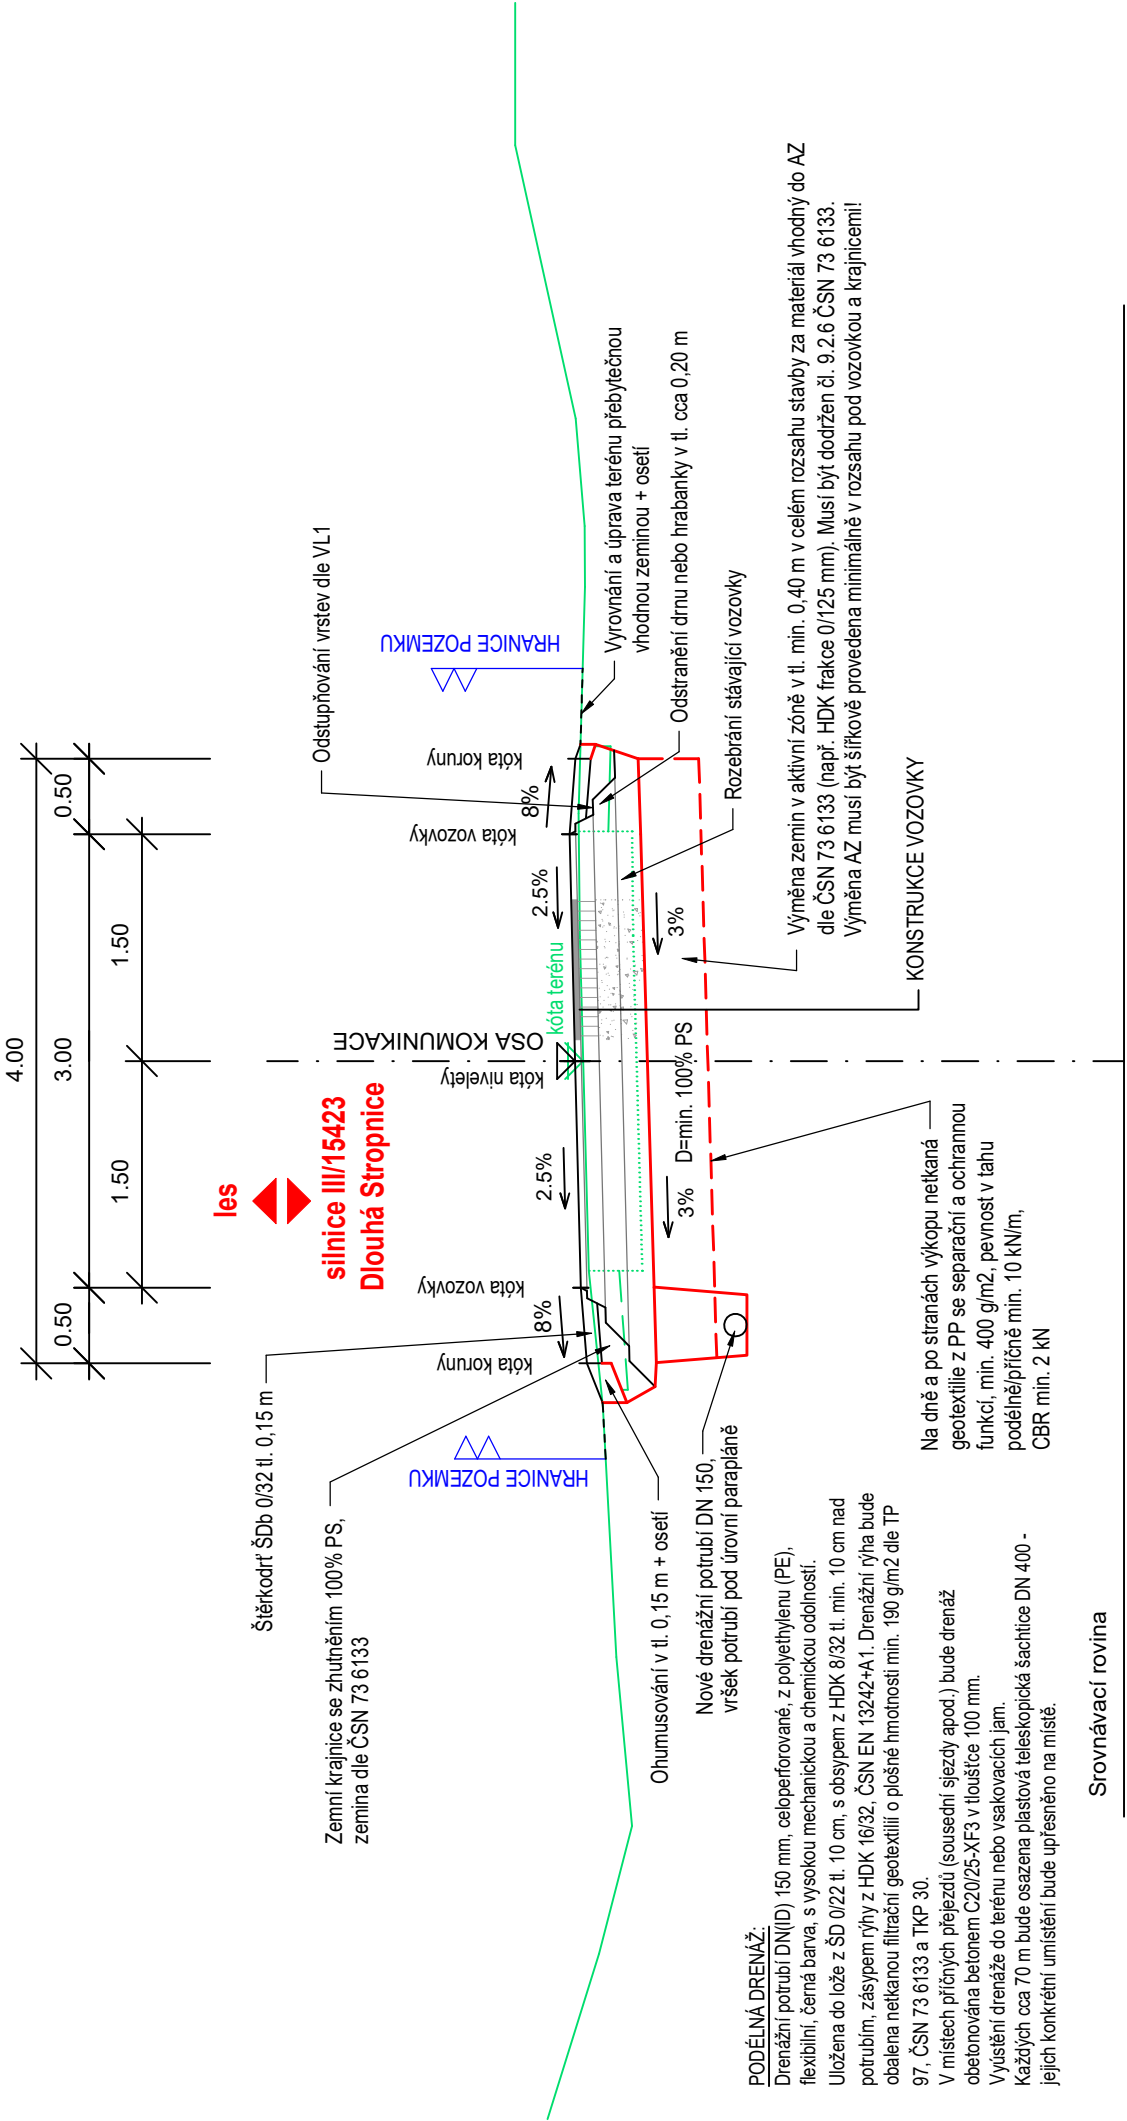 4.00
0.50
3.00
0.50
1.50
1.50
les
silnice III/15423
Dlouhá Stropnice
Štěrkodrť ŠDb 0/32 tl. 0,15 m
Zemní krajnice se zhutněním 100% PS,
zemina dle ČSN 73 6133
HRANICE POZEMKU
Ohumusování v tl. 0,15 m + osetí
Nové drenážní potrubí DN 150,
vršek potrubí pod úrovní parapláně
kóta koruny
8%
kóta vozovky
2.5%
kóta nivelety
OSA KOMUNIKACE
kóta terénu
2.5%
kóta vozovky
8%
kóta koruny
Odstupňování vrstev dle VL1
HRANICE POZEMKU
Vyrovnání a úprava terénu přebytečnou
vhodnou zeminou + osetí
Odstranění drnu nebo hrabanky v tl. cca 0,20 m
Rozebrání stávající vozovky
3%
D=min. 100% PS
3%
Výměna zemin v aktivní zóně v tl. min. 0,40 m v celém rozsahu stavby za materiál vhodný do AZ
dle ČSN 73 6133 (např. HDK frakce 0/125 mm). Musí být dodržen čl. 9.2.6 ČSN 73 6133.
Výměna AZ musí být šířkově provedena minimálně v rozsahu pod vozovkou a krajnicemi!
KONSTRUKCE VOZOVKY
Na dně a po stranách výkopu netkaná
geotextilie z PP se separační a ochrannou
funkcí, min. 400 g/m2, pevnost v tahu
podélně/příčně min. 10 kN/m,
CBR min. 2 kN
PODÉLNÁ DRENÁŽ:
Drenážní potrubí DN(ID) 150 mm, celoperforované, z polyethylenu (PE),
flexibilní, černá barva, s vysokou mechanickou a chemickou odolností.
Uložena do lože z ŠD 0/22 tl. 10 cm, s obsypem z HDK 8/32 tl. min. 10 cm nad
potrubím, zásypem rýhy z HDK 16/32, ČSN EN 13242+A1. Drenážní rýha bude
obalena netkanou filtrační geotextilií o plošné hmotnosti min. 190 g/m2 dle TP
97, ČSN 73 6133 a TKP 30.
V místech příčných přejezdů (sousední sjezdy apod.) bude drenáž
obetonována betonem C20/25-XF3 v tloušťce 100 mm.
Vyústění drenáže do terénu nebo vsakovacích jam.
Každých cca 70 m bude osazena plastová teleskopická šachtice DN 400 -
jejich konkrétní umístění bude upřesněno na místě.
Srovnávací rovina